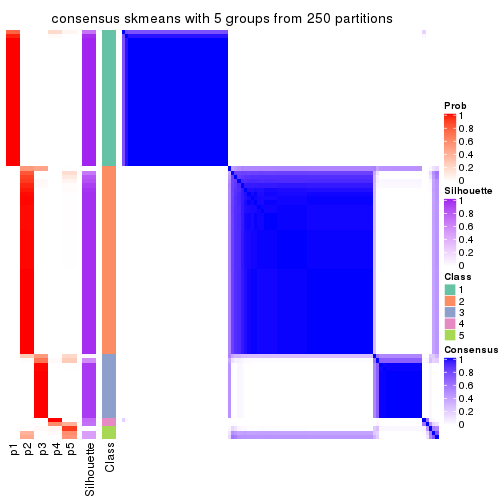 consensus skmeans with 5 groups from 250 partitions
Prob
1
0.8
0.6
0.4
0.2
0
Silhouette
1
0.8
0.6
0.4
0.2
0
Class
1
2
3
4
5
Consensus
1
0.8
0.6
0.4
0.2
0
p1
p2
p3
p4
p5
Silhouette
Class